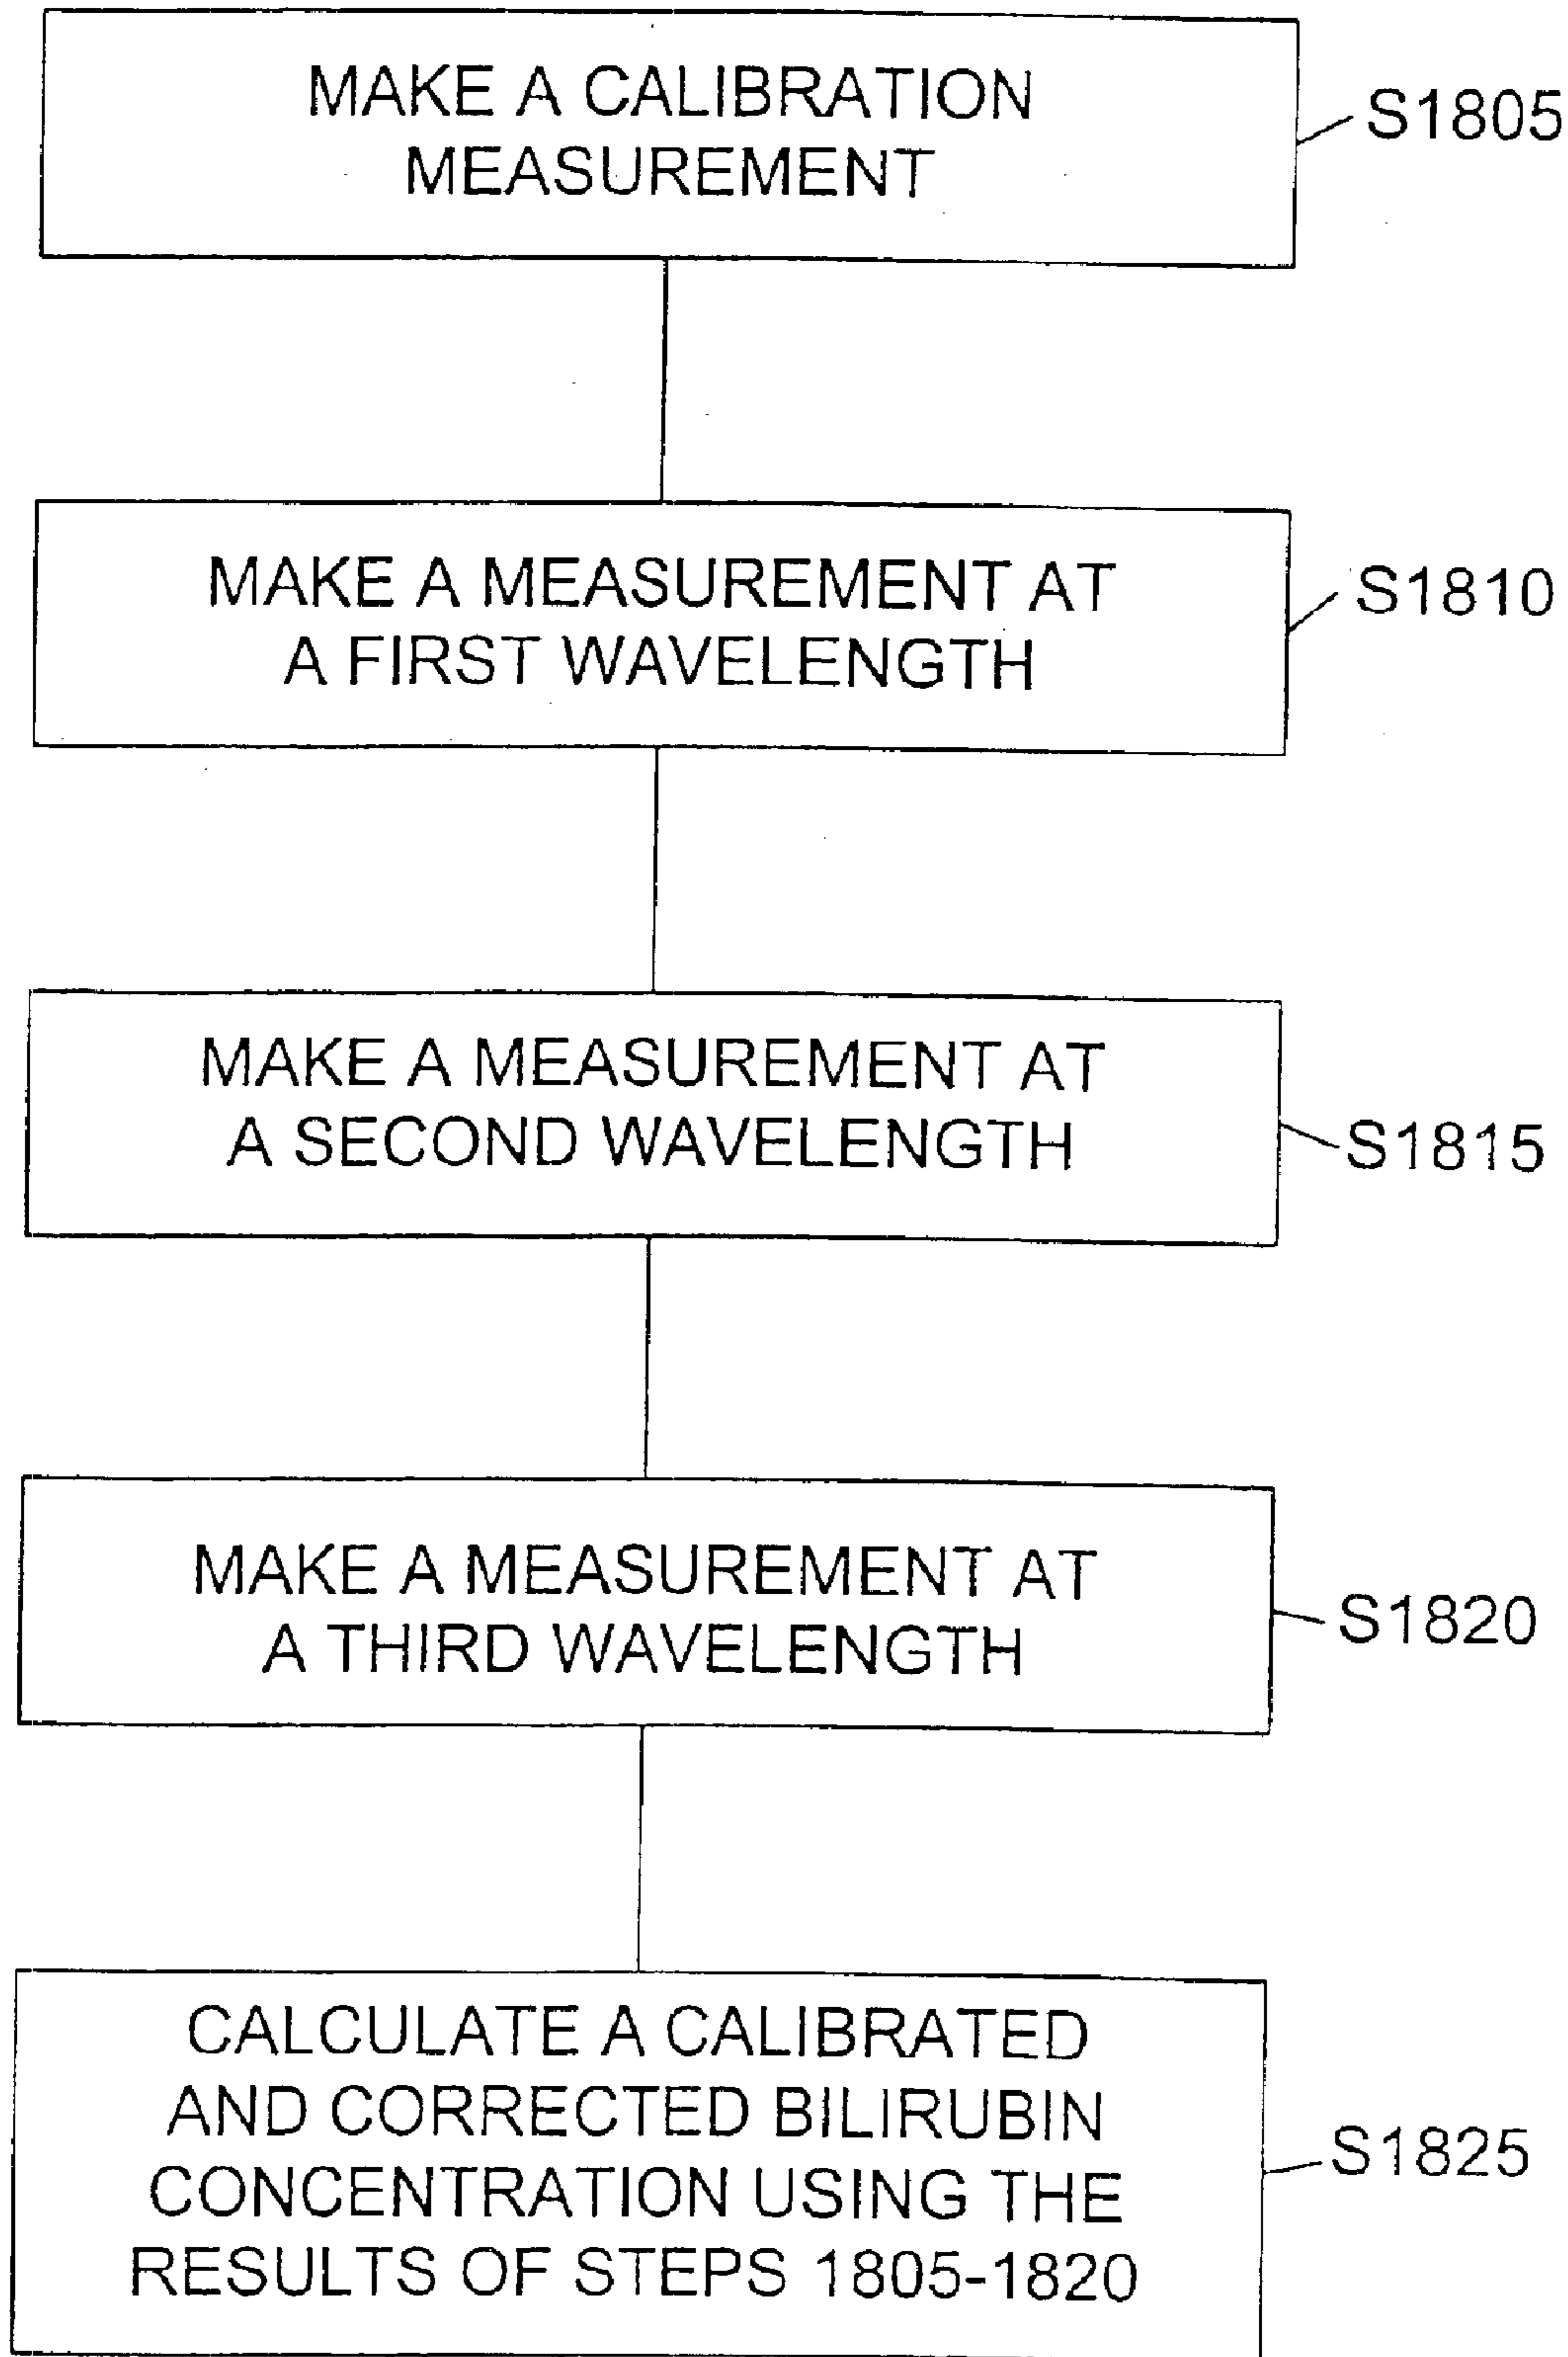 MAKE A CALIBRATION
MEASUREMENT
S1805
MAKE A MEASUREMENT AT
A FIRST WAVELENGTH
S1810
MAKE A MEASUREMENT AT
A SECOND WAVELENGTH
S1815
MAKE A MEASUREMENT AT
A THIRD WAVELENGTH
S1820
CALCULATE A CALIBRATED
AND CORRECTED BILIRUBIN
CONCENTRATION USING THE
RESULTS OF STEPS 1805-1820
S1825